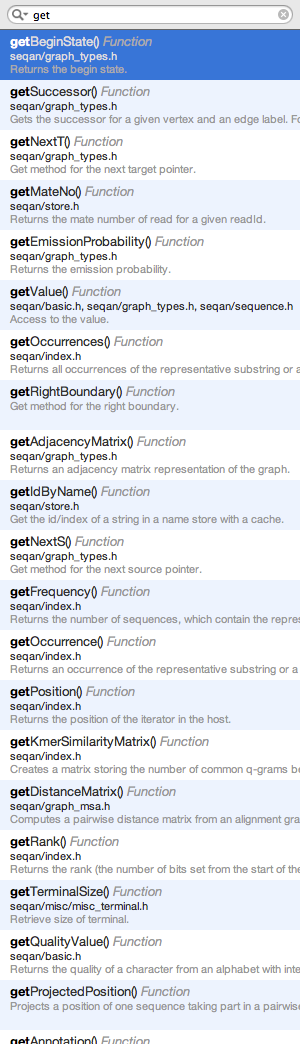 get
getBeginState() Function
seqan/graph_types.h
Returns the begin state.
getSuccessor() Function
seqan/graph_types.h
Gets the successor for a given vertex and an edge label. Fo
getNextT() Function
seqan/graph_types.h
Get method for the next target pointer.
getMateNo() Function
seqan/store.h
Returns the mate number of read for a given readId.
getEmissionProbability() Function
seqan/graph_types.h
Returns the emission probability.
getValue() Function
seqan/basic.h, seqan/graph_types.h, seqan/sequence.h
Access to the value.
getOccurrences() Function
seqan/index.h
Returns all occurrences of the representative substring or a
getRightBoundary() Function
Get method for the right boundary.
getAdjacencyMatrix() Function
seqan/graph_types.h
Returns an adjacency matrix representation of the graph.
getIdByName() Function
seqan/store.h
Get the id/index of a string in a name store with a cache.
getNextS() Function
seqan/graph_types.h
Get method for the next source pointer.
getFrequency() Function
seqan/index.h
Returns the number of sequences, which contain the repres
getOccurrence() Function
seqan/index.h
Returns an occurrence of the representative substring or a
getPosition() Function
seqan/index.h
Returns the position of the iterator in the host.
getKmerSimilarityMatrix() Function
seqan/index.h
Creates a matrix storing the number of common q-grams be
getDistanceMatrix() Function
seqan/graph_msa.h
Computes a pairwise distance matrix from an alignment gra
getRank() Function
seqan/index.h
Returns the rank (the number of bits set from the start of the
getTerminalSize() Function
seqan/misc/misc_terminal.h
Retrieve size of terminal.
getQualityValue() Function
seqan/basic.h
Returns the quality of a character from an alphabet with inte
getProjectedPosition() Function
Projects a position of one sequence taking part in a pairwise
getAnnotation() Function